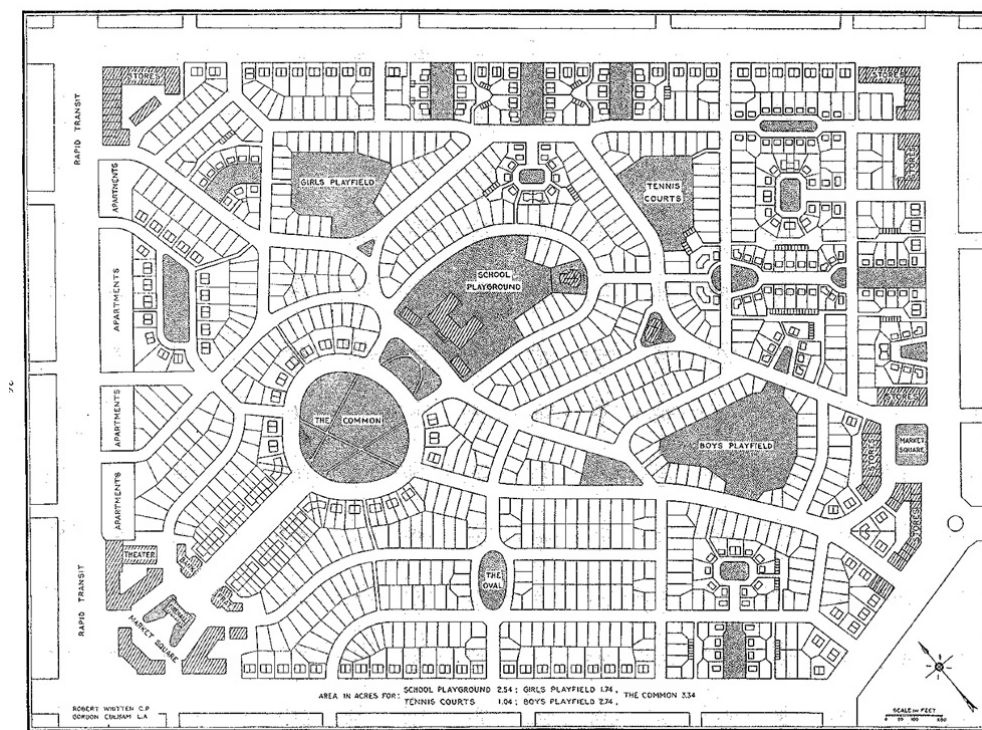 STORES
STORES
RAPID TRANSIT
GIRLS PLAYFIELD
TENNIS
COURTS
STORES
APARTMENTS
SCHOOL
PLAYGROUND
APARTMENTS
STORES
THE COMMON
APARTMENTS
BOYS PLAYFIELD
STORES
MARKET
SQUARE
APARTMENTS
STORES
THEATER
BANK
THE
OVAL
RAPID TRANSIT
MARKET SQUARE
AREA IN ACRES FOR: SCHOOL PLAYGROUND 2.54; GIRLS PLAYFIELD 1.74, THE COMMON 3.34
TENNIS COURTS 1.04; BOYS PLAYFIELD 2.74,
ROBERT WHITTEN C.P.
GORDON CULHAM L.A
SCALE IN FEET